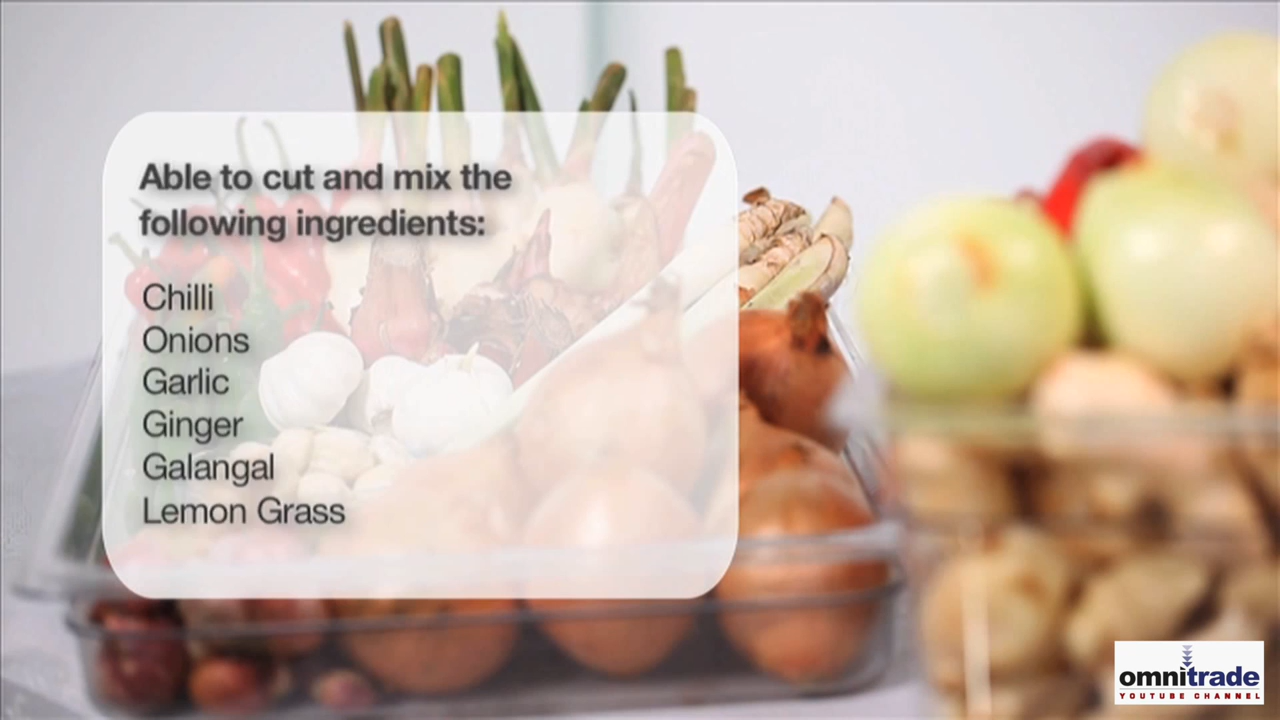 Able to cut and mix the
following ingredients:
Chilli
Onions
Garlic
Ginger
Galangal
Lemon Grass
omnitrade
YOUTUBE CHANNEL